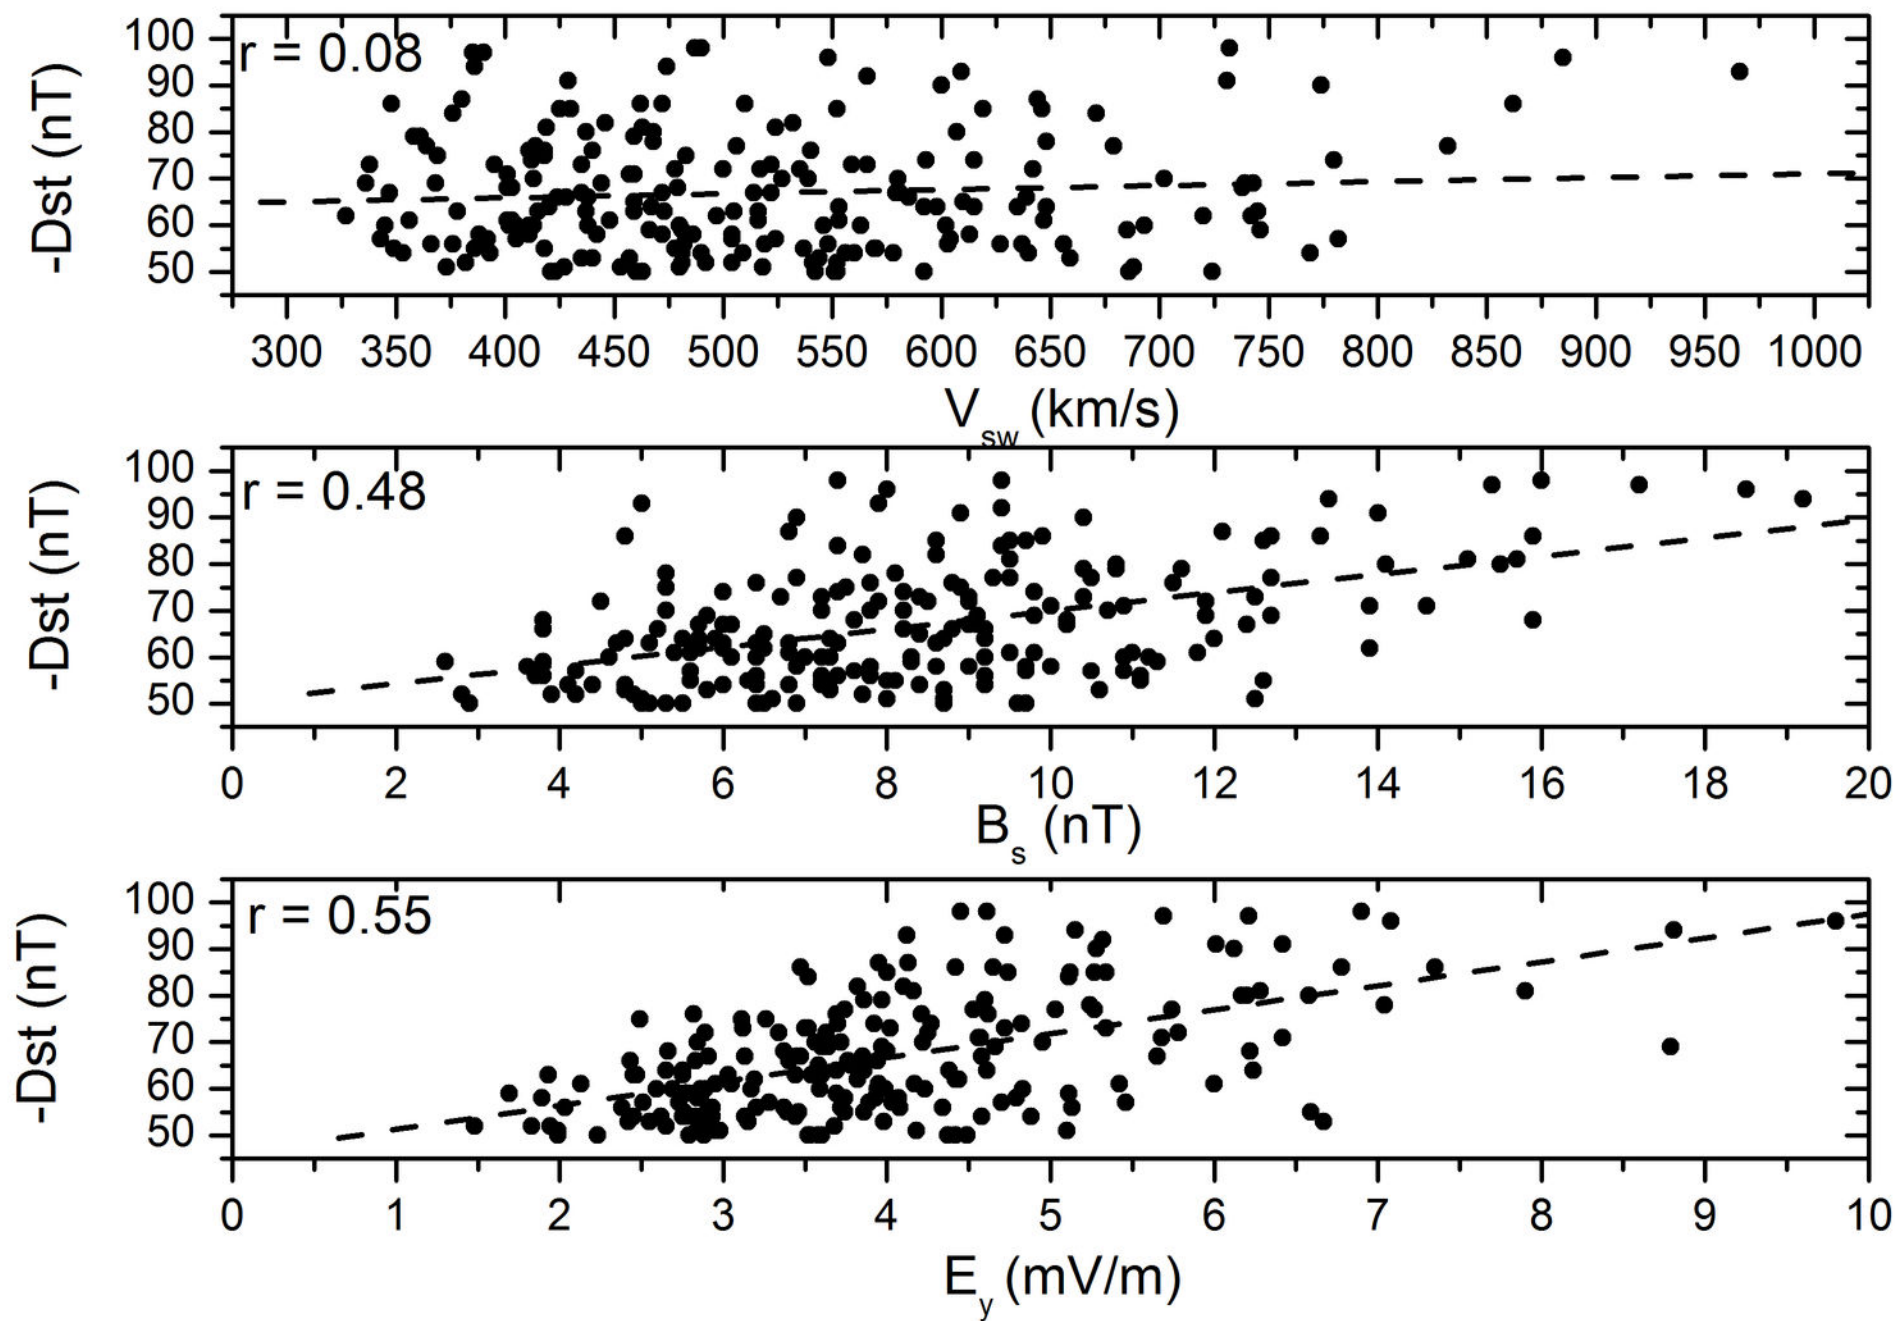 r = 0.08
-Dst (nT)
100
90
80
70
60
50
300 350 400 450 500 550 600 650 700 750 800 850 900 950 1000
Vsw (km/s)
r = 0.48
-Dst (nT)
100
90
80
70
60
50
0 2 4 6 8 10 12 14 16 18 20
Bs (nT)
r = 0.55
-Dst (nT)
100
90
80
70
60
50
0 1 2 3 4 5 6 7 8 9 10
Ey (mV/m)